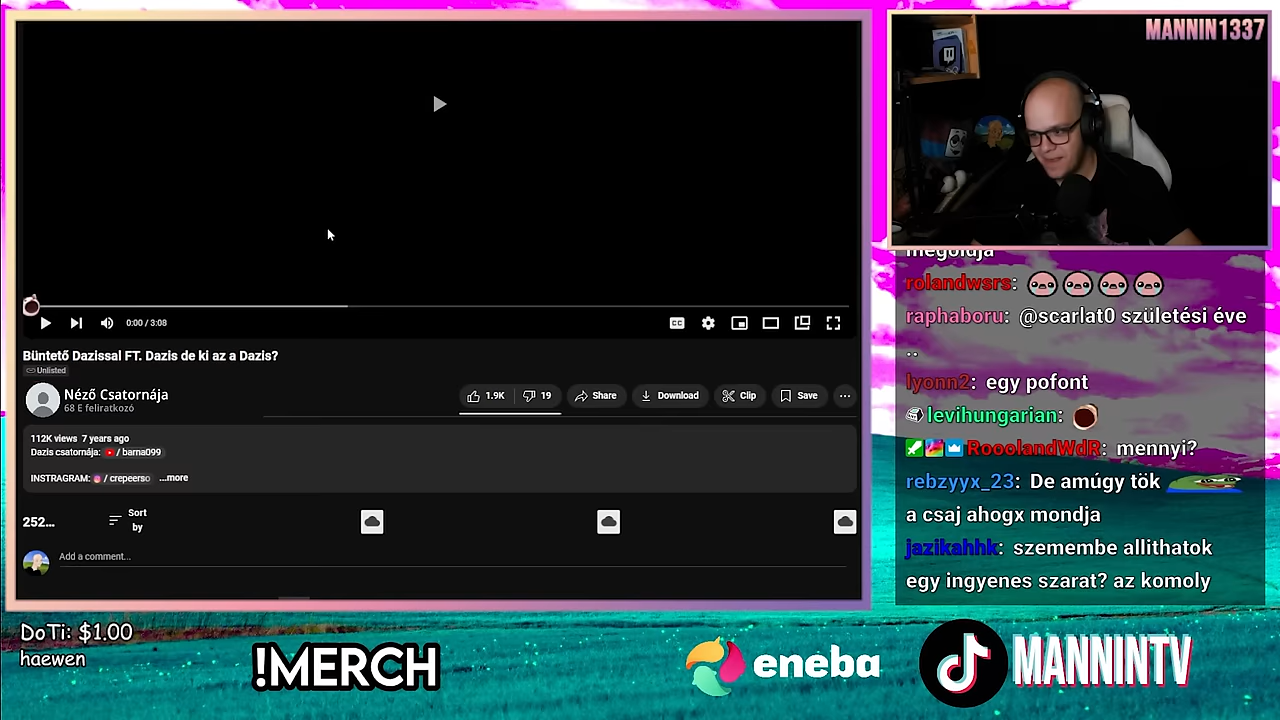 MANNIN1337
0:00 / 3:08
CC
Büntető Dazissal FT. Dazis de ki az a Dazis?
Unlisted
Néző Csatornája
68 E feliratkozó
1.9K
19
Share
Download
Clip
Save
112K views 7 years ago
Dazis csatornája: / barna099
INSTAGRAM: / crepeerso ...more
252...
Sort
by
Add a comment...
megoldja
rolandwsrs:
raphaboru: @scarlat0 születési éve
..
lyonn2: egy pofont
levihungarian:
RooolandWdR: mennyi?
rebzyyx_23: De amúgy tök
a csaj ahogx mondja
jazikahhk: szemembe allithatok
egy ingyenes szarat? az komoly
DoTi: $1.00
haewen
!MERCH
eneba
MANNINTV